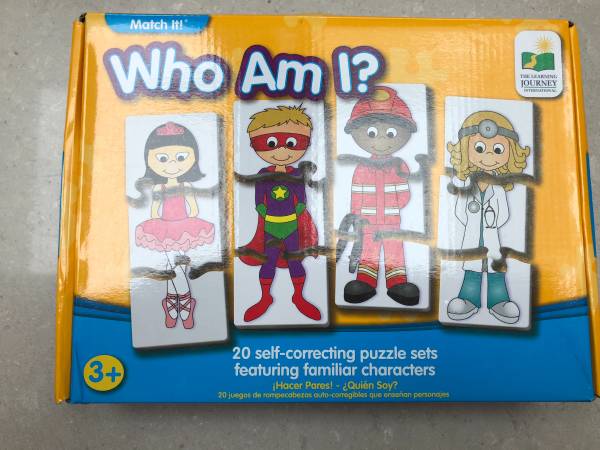 Match It!®
Who Am I?
THE LEARNING
JOURNEY
INTERNATIONAL
20 self-correcting puzzle sets
featuring familiar characters
3+
¡Hacer Pares! - ¿Quién Soy?
20 juegos de rompecabezas auto-corregibles que enseñan personajes